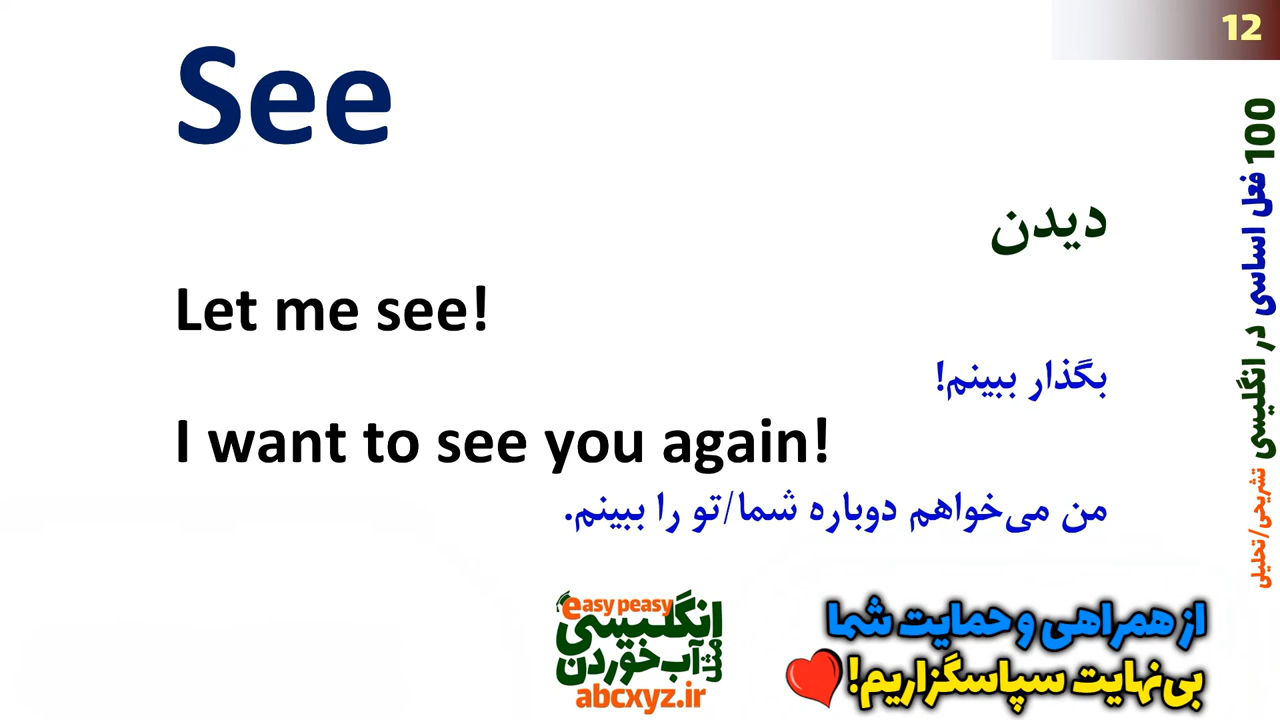 12
See
دیدن
Let me see!
بگذار ببینم!
I want to see you again!
من می‌خواهم دوباره شما/تو را ببینم.
100 فعل اساسی در انگلیسی تشریحی/تحلیلی
easy peasy
انگلیسی
مثل آب خوردن
abcxyz.ir
از همراهی و حمایت شما
بی‌نهایت سپاسگزاریم!